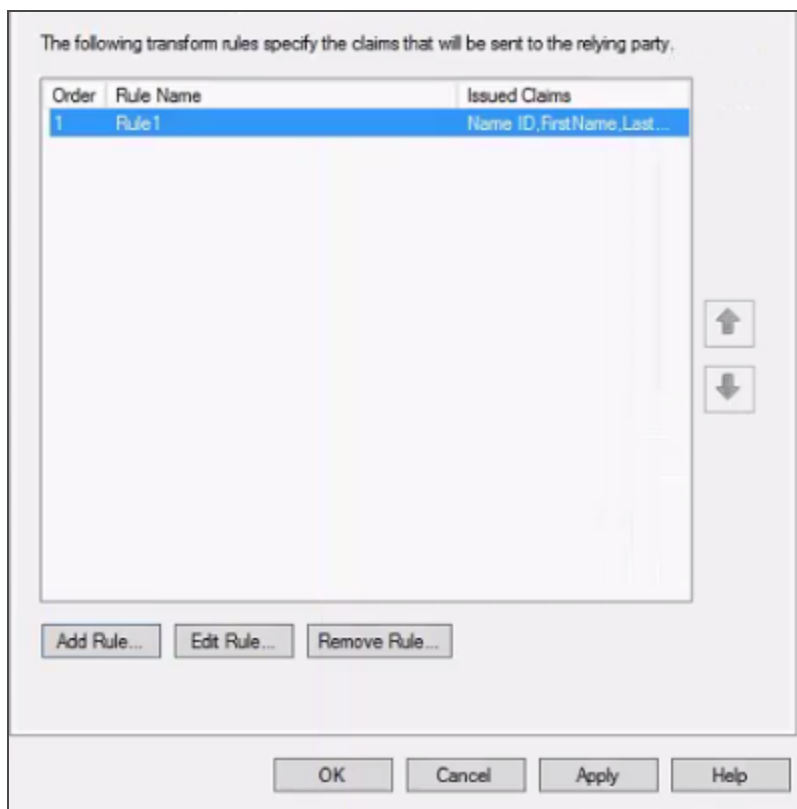 The following transform rules specify the claims that will be sent to the relying party.
Order Rule Name Issued Claims
1 Rule1 Name ID,FirstName,Last...
Add Rule... Edit Rule... Remove Rule...
OK Cancel Apply Help